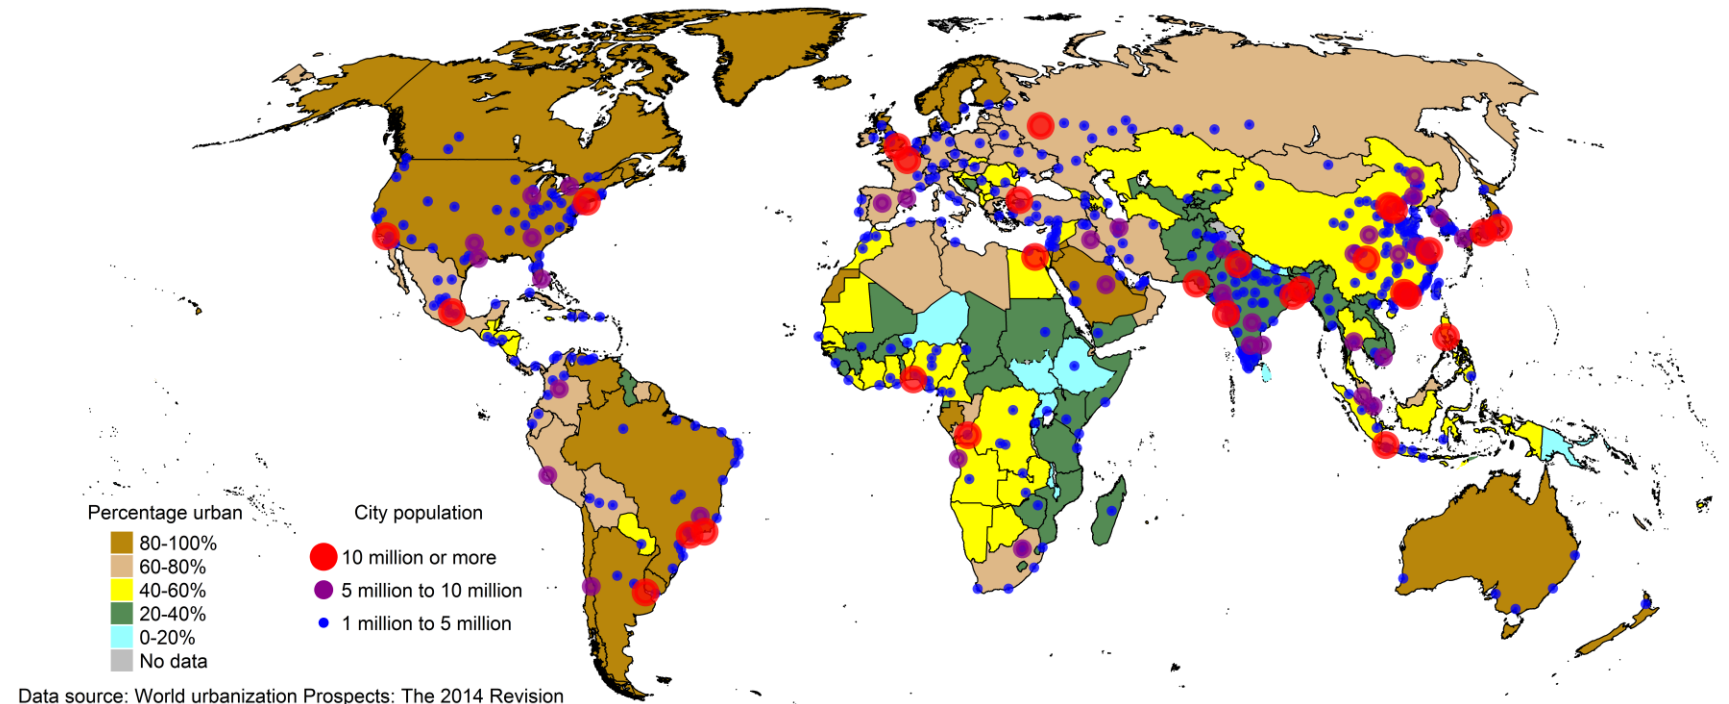 Percentage urban
80-100%
60-80%
40-60%
20-40%
0-20%
No data
City population
10 million or more
5 million to 10 million
1 million to 5 million
Data source: World urbanization Prospects: The 2014 Revision